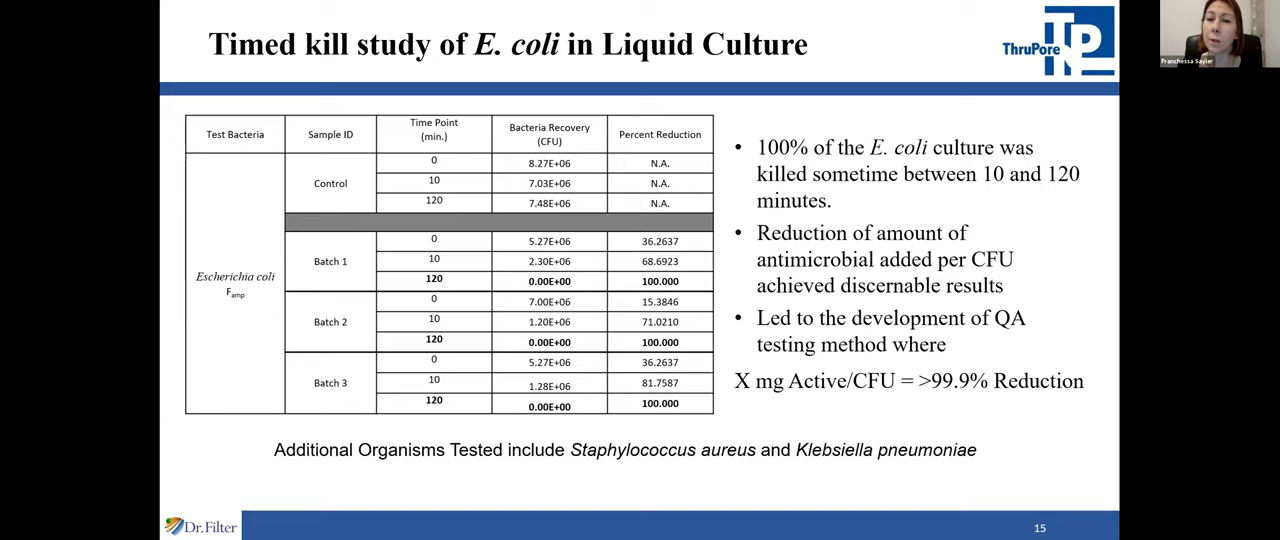 Timed kill study of E. coli in Liquid Culture
ThruPore
TP
Franchessa Sayler
Test Bacteria Sample ID Time Point (min.) Bacteria Recovery (CFU) Percent Reduction
Escherichia coli
Famp
Control
0 8.27E+06 N.A.
10 7.03E+06 N.A.
120 7.48E+06 N.A.
Batch 1
0 5.27E+06 36.2637
10 2.30E+06 68.6923
120 0.00E+00 100.000
Batch 2
0 7.00E+06 15.3846
10 1.20E+06 71.0210
120 0.00E+00 100.000
Batch 3
0 5.27E+06 36.2637
10 1.28E+06 81.7587
120 0.00E+00 100.000
• 100% of the E. coli culture was
killed sometime between 10 and 120
minutes.
• Reduction of amount of
antimicrobial added per CFU
achieved discernable results
• Led to the development of QA
testing method where
X mg Active/CFU = >99.9% Reduction
Additional Organisms Tested include Staphylococcus aureus and Klebsiella pneumoniae
Dr.Filter
15